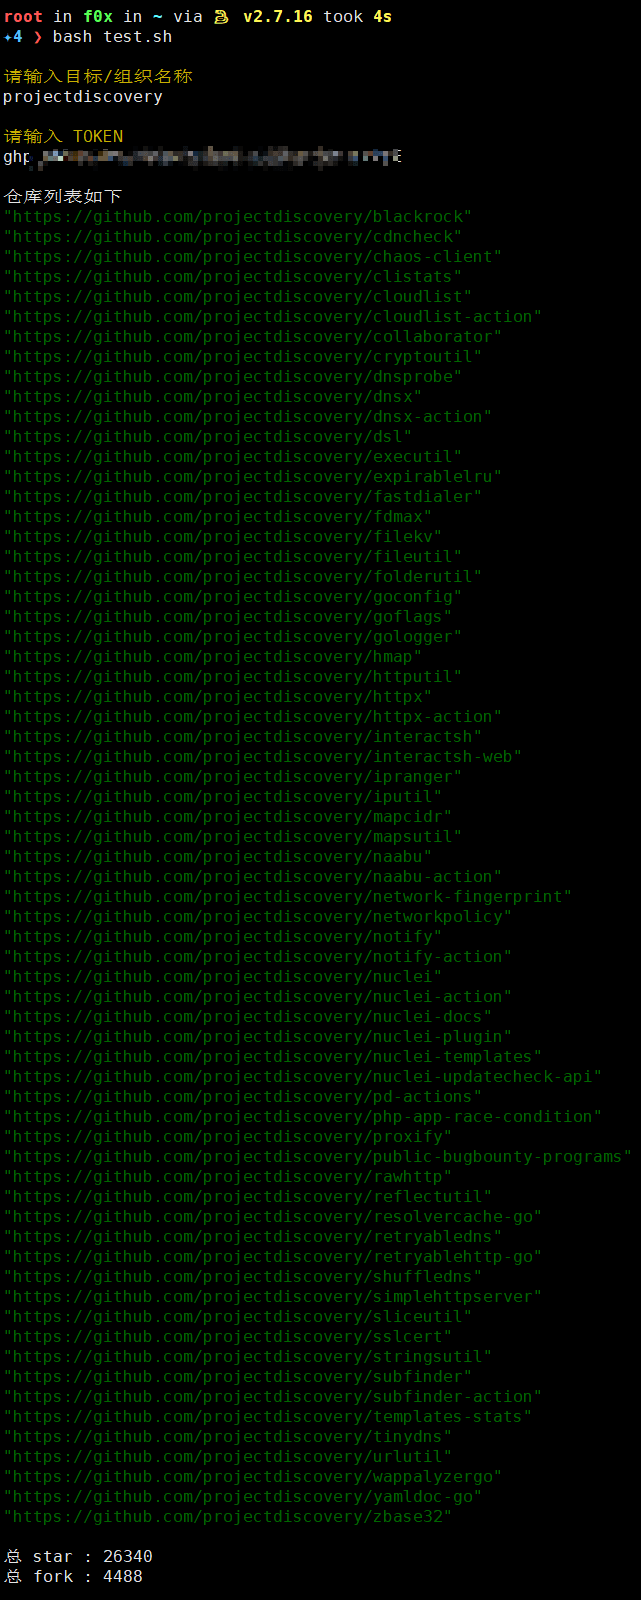 root in f0x in ~ via 🐍 v2.7.16 took 4s
✦4 ❯ bash test.sh
请输入目标/组织名称
projectdiscovery
请输入 TOKEN
ghp
仓库列表如下
"https://github.com/projectdiscovery/blackrock"
"https://github.com/projectdiscovery/cdncheck"
"https://github.com/projectdiscovery/chaos-client"
"https://github.com/projectdiscovery/clistats"
"https://github.com/projectdiscovery/cloudlist"
"https://github.com/projectdiscovery/cloudlist-action"
"https://github.com/projectdiscovery/collaborator"
"https://github.com/projectdiscovery/cryptoutil"
"https://github.com/projectdiscovery/dnsprobe"
"https://github.com/projectdiscovery/dnsx"
"https://github.com/projectdiscovery/dnsx-action"
"https://github.com/projectdiscovery/dsl"
"https://github.com/projectdiscovery/executil"
"https://github.com/projectdiscovery/expirablelru"
"https://github.com/projectdiscovery/fastdialer"
"https://github.com/projectdiscovery/fdmax"
"https://github.com/projectdiscovery/filekv"
"https://github.com/projectdiscovery/fileutil"
"https://github.com/projectdiscovery/folderutil"
"https://github.com/projectdiscovery/goconfig"
"https://github.com/projectdiscovery/goflags"
"https://github.com/projectdiscovery/gologger"
"https://github.com/projectdiscovery/hmap"
"https://github.com/projectdiscovery/httputil"
"https://github.com/projectdiscovery/httpx"
"https://github.com/projectdiscovery/httpx-action"
"https://github.com/projectdiscovery/interactsh"
"https://github.com/projectdiscovery/interactsh-web"
"https://github.com/projectdiscovery/ipranger"
"https://github.com/projectdiscovery/iputil"
"https://github.com/projectdiscovery/mapcidr"
"https://github.com/projectdiscovery/mapsutil"
"https://github.com/projectdiscovery/naabu"
"https://github.com/projectdiscovery/naabu-action"
"https://github.com/projectdiscovery/network-fingerprint"
"https://github.com/projectdiscovery/networkpolicy"
"https://github.com/projectdiscovery/notify"
"https://github.com/projectdiscovery/notify-action"
"https://github.com/projectdiscovery/nuclei"
"https://github.com/projectdiscovery/nuclei-action"
"https://github.com/projectdiscovery/nuclei-docs"
"https://github.com/projectdiscovery/nuclei-plugin"
"https://github.com/projectdiscovery/nuclei-templates"
"https://github.com/projectdiscovery/nuclei-updatecheck-api"
"https://github.com/projectdiscovery/pd-actions"
"https://github.com/projectdiscovery/php-app-race-condition"
"https://github.com/projectdiscovery/proxify"
"https://github.com/projectdiscovery/public-bugbounty-programs"
"https://github.com/projectdiscovery/rawhttp"
"https://github.com/projectdiscovery/reflectutil"
"https://github.com/projectdiscovery/resolvercache-go"
"https://github.com/projectdiscovery/retryabledns"
"https://github.com/projectdiscovery/retryablehttp-go"
"https://github.com/projectdiscovery/shuffledns"
"https://github.com/projectdiscovery/simplehttpserver"
"https://github.com/projectdiscovery/sliceutil"
"https://github.com/projectdiscovery/sslcert"
"https://github.com/projectdiscovery/stringsutil"
"https://github.com/projectdiscovery/subfinder"
"https://github.com/projectdiscovery/subfinder-action"
"https://github.com/projectdiscovery/templates-stats"
"https://github.com/projectdiscovery/tinydns"
"https://github.com/projectdiscovery/urlutil"
"https://github.com/projectdiscovery/wappalyzergo"
"https://github.com/projectdiscovery/yamldoc-go"
"https://github.com/projectdiscovery/zbase32"
总 star : 26340
总 fork : 4488